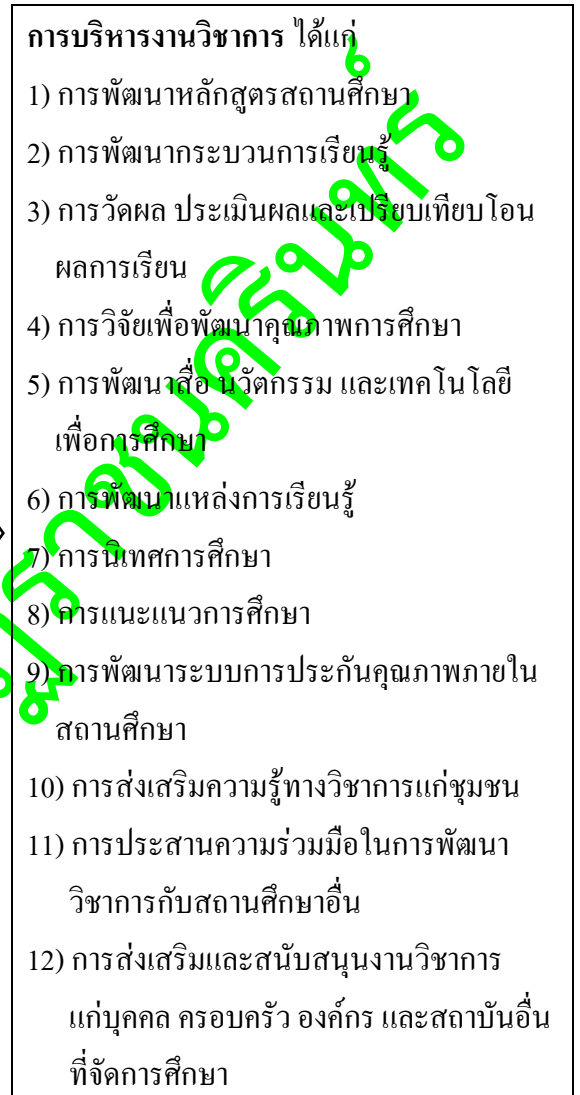 การบริหารงานวิชาการ ได้แก่
1) การพัฒนาหลักสูตรสถานศึกษา
2) การพัฒนากระบวนการเรียนรู้
3) การวัดผล ประเมินผลและเปรียบเทียบโอน
ผลการเรียน
4) การวิจัยเพื่อพัฒนาคุณภาพการศึกษา
5) การพัฒนาสื่อ นวัตกรรม และเทคโนโลยี
เพื่อการศึกษา
6) การพัฒนาแหล่งการเรียนรู้
7) การนิเทศการศึกษา
8) การแนะแนวการศึกษา
9) การพัฒนาระบบการประกันคุณภาพภายใน
สถานศึกษา
10) การส่งเสริมความรู้ทางวิชาการแก่ชุมชน
11) การประสานความร่วมมือในการพัฒนา
วิชาการกับสถานศึกษาอื่น
12) การส่งเสริมและสนับสนุนงานวิชาการ
แก่บุคคล ครอบครัว องค์กร และสถาบันอื่น
ที่จัดการศึกษา
ราชนครินทร์